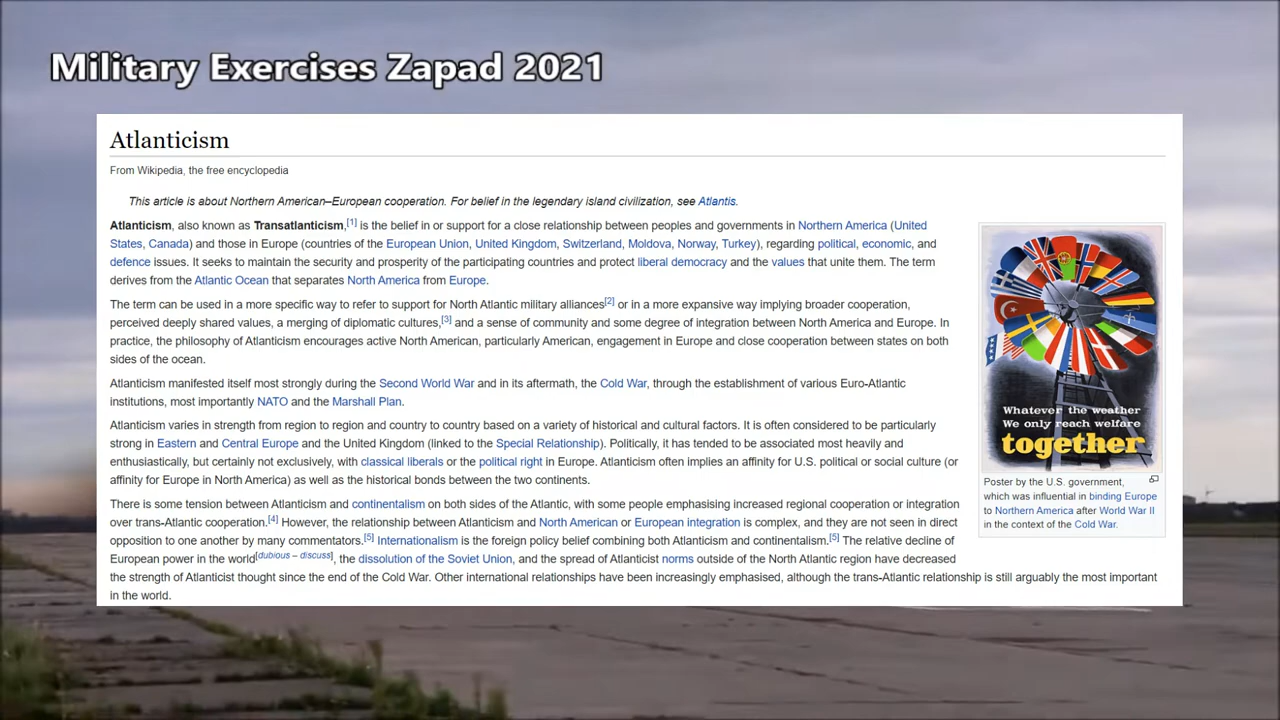 Military Exercises Zapad 2021
Atlanticism
From Wikipedia, the free encyclopedia
This article is about Northern American–European cooperation. For belief in the legendary island civilization, see Atlantis.
Atlanticism, also known as Transatlanticism,[1] is the belief in or support for a close relationship between peoples and governments in Northern America (United
States, Canada) and those in Europe (countries of the European Union, United Kingdom, Switzerland, Moldova, Norway, Turkey), regarding political, economic, and
defence issues. It seeks to maintain the security and prosperity of the participating countries and protect liberal democracy and the values that unite them. The term
derives from the Atlantic Ocean that separates North America from Europe.
The term can be used in a more specific way to refer to support for North Atlantic military alliances[2] or in a more expansive way implying broader cooperation,
perceived deeply shared values, a merging of diplomatic cultures,[3] and a sense of community and some degree of integration between North America and Europe. In
practice, the philosophy of Atlanticism encourages active North American, particularly American, engagement in Europe and close cooperation between states on both
sides of the ocean.
Atlanticism manifested itself most strongly during the Second World War and in its aftermath, the Cold War, through the establishment of various Euro-Atlantic
institutions, most importantly NATO and the Marshall Plan.
Atlanticism varies in strength from region to region and country to country based on a variety of historical and cultural factors. It is often considered to be particularly
strong in Eastern and Central Europe and the United Kingdom (linked to the Special Relationship). Politically, it has tended to be associated most heavily and
enthusiastically, but certainly not exclusively, with classical liberals or the political right in Europe. Atlanticism often implies an affinity for U.S. political or social culture (or
affinity for Europe in North America) as well as the historical bonds between the two continents.
There is some tension between Atlanticism and continentalism on both sides of the Atlantic, with some people emphasising increased regional cooperation or integration
over trans-Atlantic cooperation.[4] However, the relationship between Atlanticism and North American or European integration is complex, and they are not seen in direct
opposition to one another by many commentators.[5] Internationalism is the foreign policy belief combining both Atlanticism and continentalism.[5] The relative decline of
European power in the world[dubious – discuss], the dissolution of the Soviet Union, and the spread of Atlanticist norms outside of the North Atlantic region have decreased
the strength of Atlanticist thought since the end of the Cold War. Other international relationships have been increasingly emphasised, although the trans-Atlantic relationship is still arguably the most important
in the world.
Whatever the weather
We only reach welfare
together
Poster by the U.S. government,
which was influential in binding Europe
to Northern America after World War II
in the context of the Cold War.